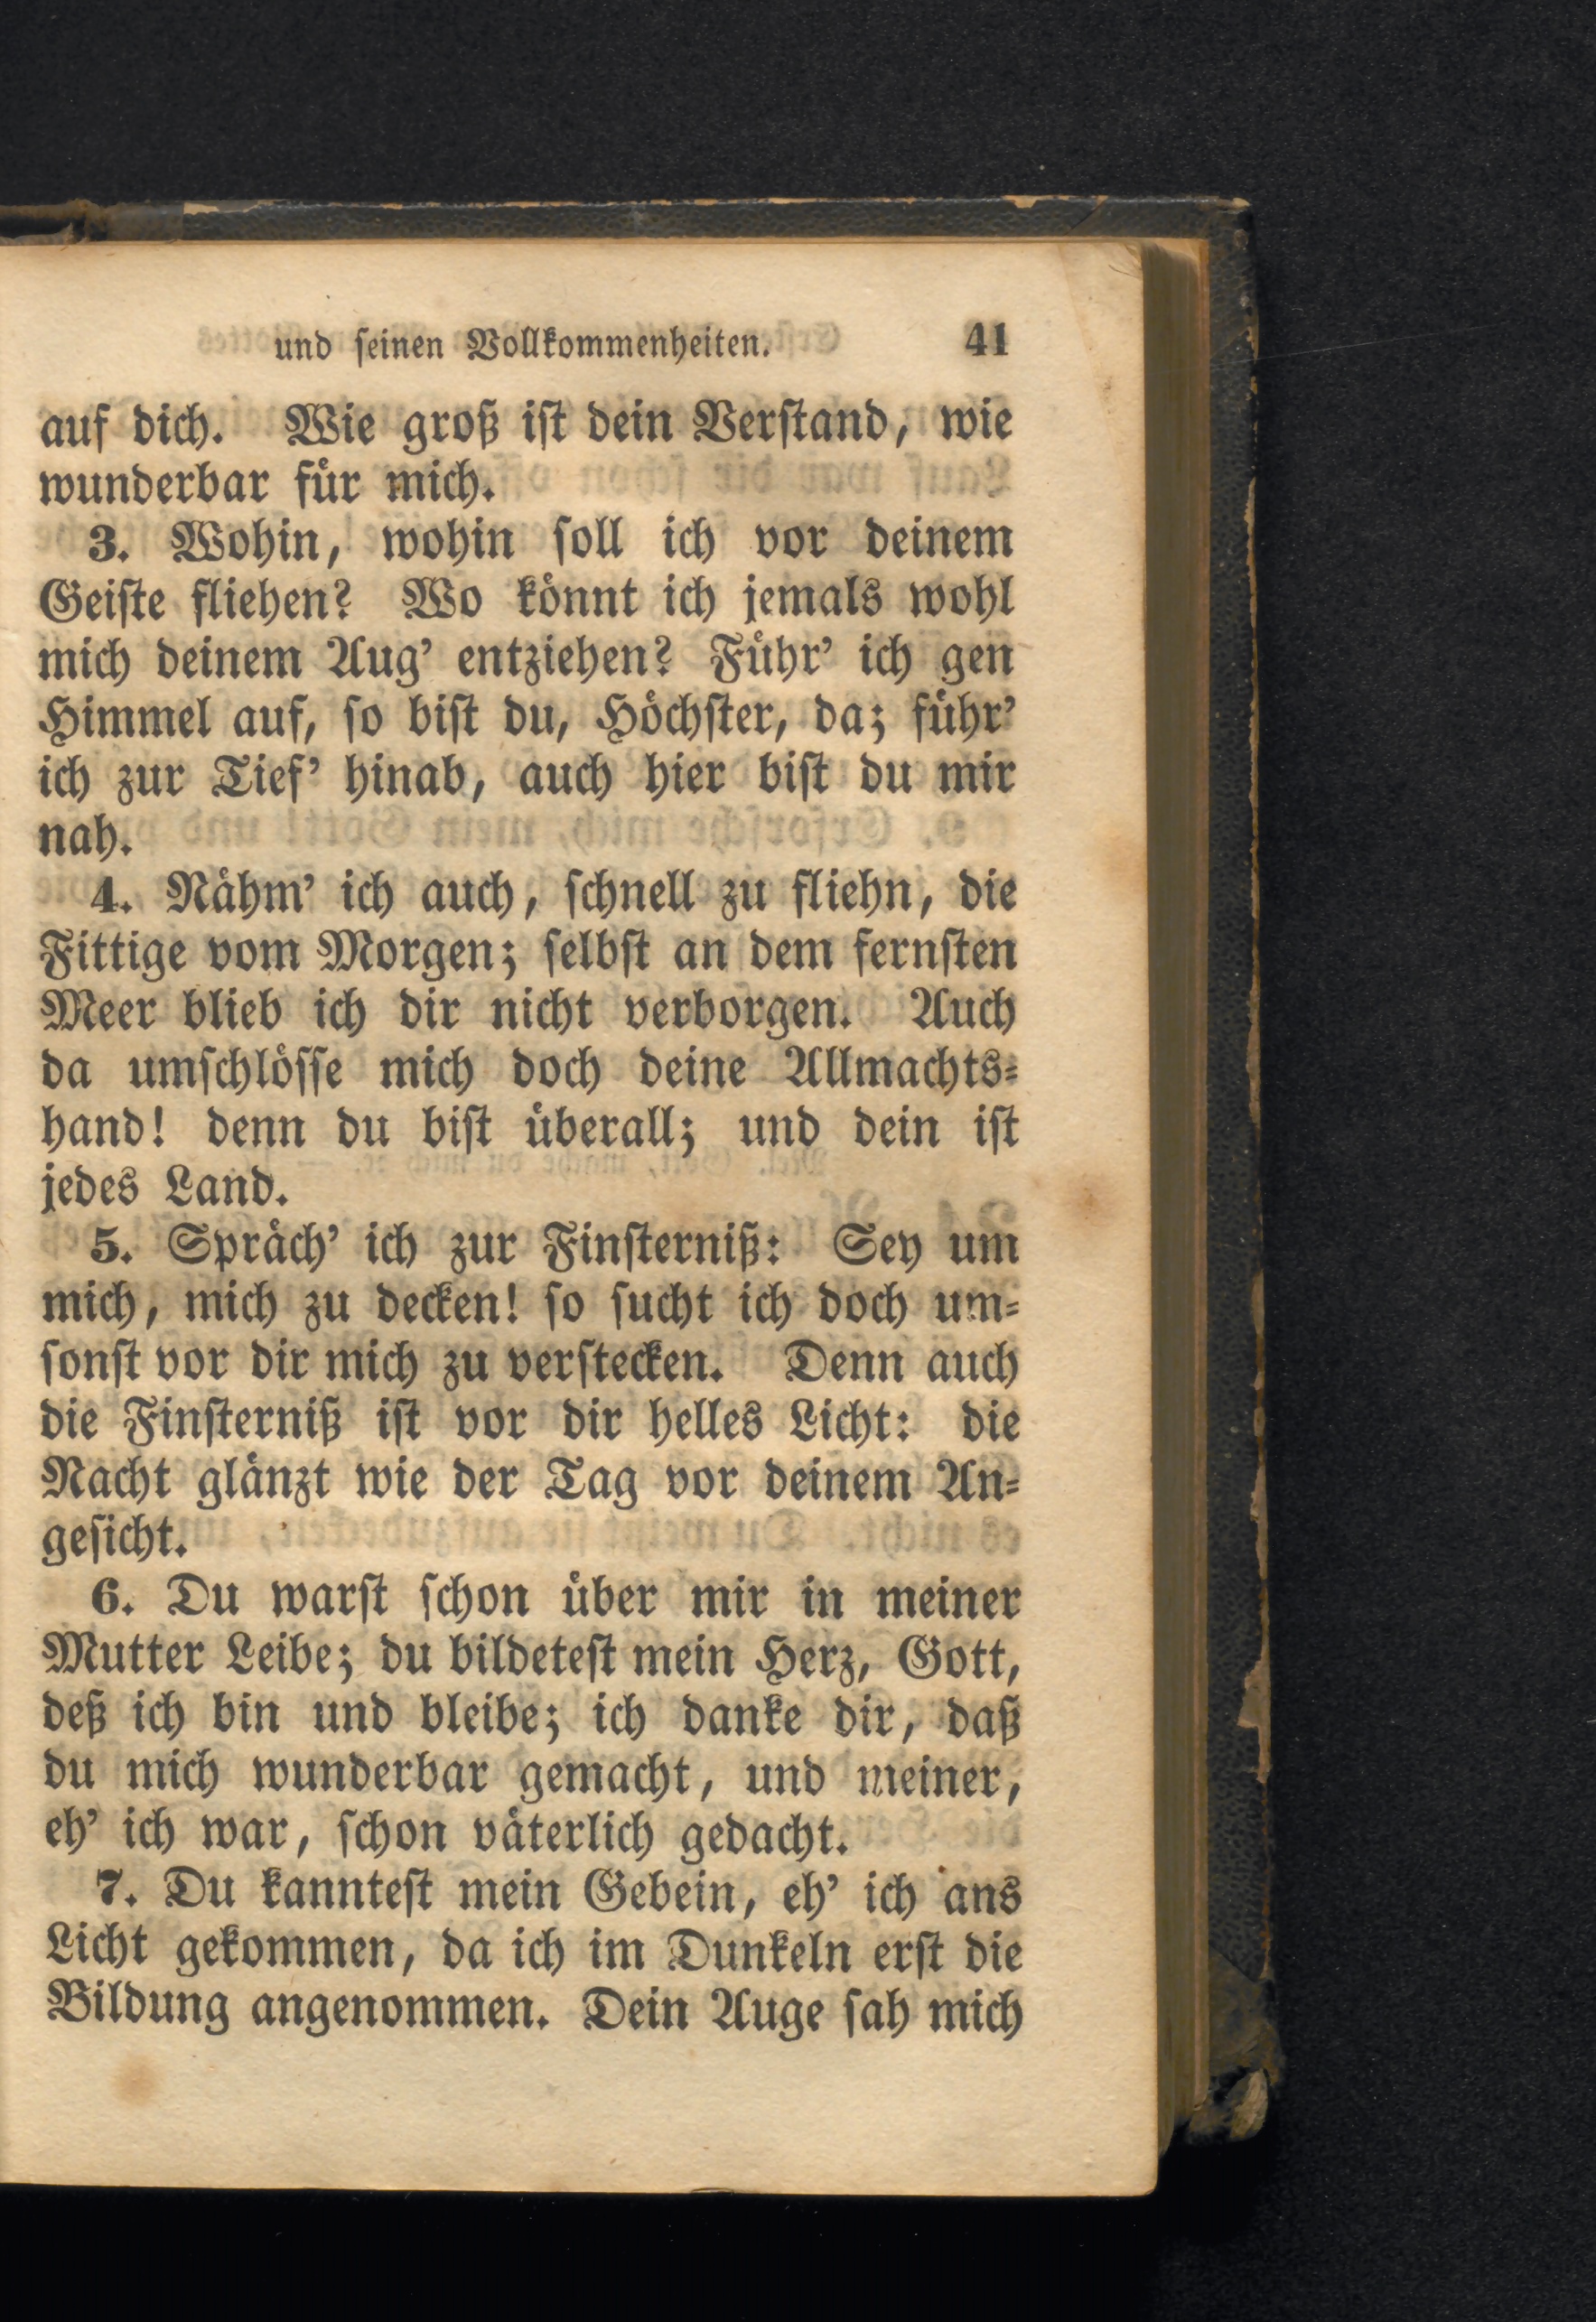 und ſeinen Vollkommenheiten. 41
auf dich. Wie groß iſt dein Verſtand, wie
wunderbar für mich.
3. Wohin, wohin ſoll ich vor deinem
Geiſte fliehen? Wo könnt ich jemals wohl
mich deinem Aug’ entziehen? Führ’ ich gen
Himmel auf, ſo biſt du, Höchſter, da; führ’
ich zur Tief’ hinab, auch hier biſt du mir
nah.
4. Nähm’ ich auch, ſchnell zu fliehn, die
Fittige vom Morgen; ſelbſt an dem fernſten
Meer blieb ich dir nicht verborgen. Auch
da umſchlöſſe mich doch deine Allmachts⸗
hand! denn du biſt überall; und dein iſt
jedes Land.
5. Spräch’ ich zur Finſterniß: Sey um
mich, mich zu decken! ſo ſucht ich doch um⸗
ſonſt vor dir mich zu verſtecken. Denn auch
die Finſterniß iſt vor dir helles Licht: die
Nacht glänzt wie der Tag vor deinem An⸗
geſicht.
6. Du warſt ſchon über mir in meiner
Mutter Leibe; du bildeteſt mein Herz, Gott,
deß ich bin und bleibe; ich danke dir, daß
du mich wunderbar gemacht, und meiner,
eh’ ich war, ſchon väterlich gedacht.
7. Du kannteſt mein Gebein, eh’ ich ans
Licht gekommen, da ich im Dunkeln erſt die
Bildung angenommen. Dein Auge ſah mich